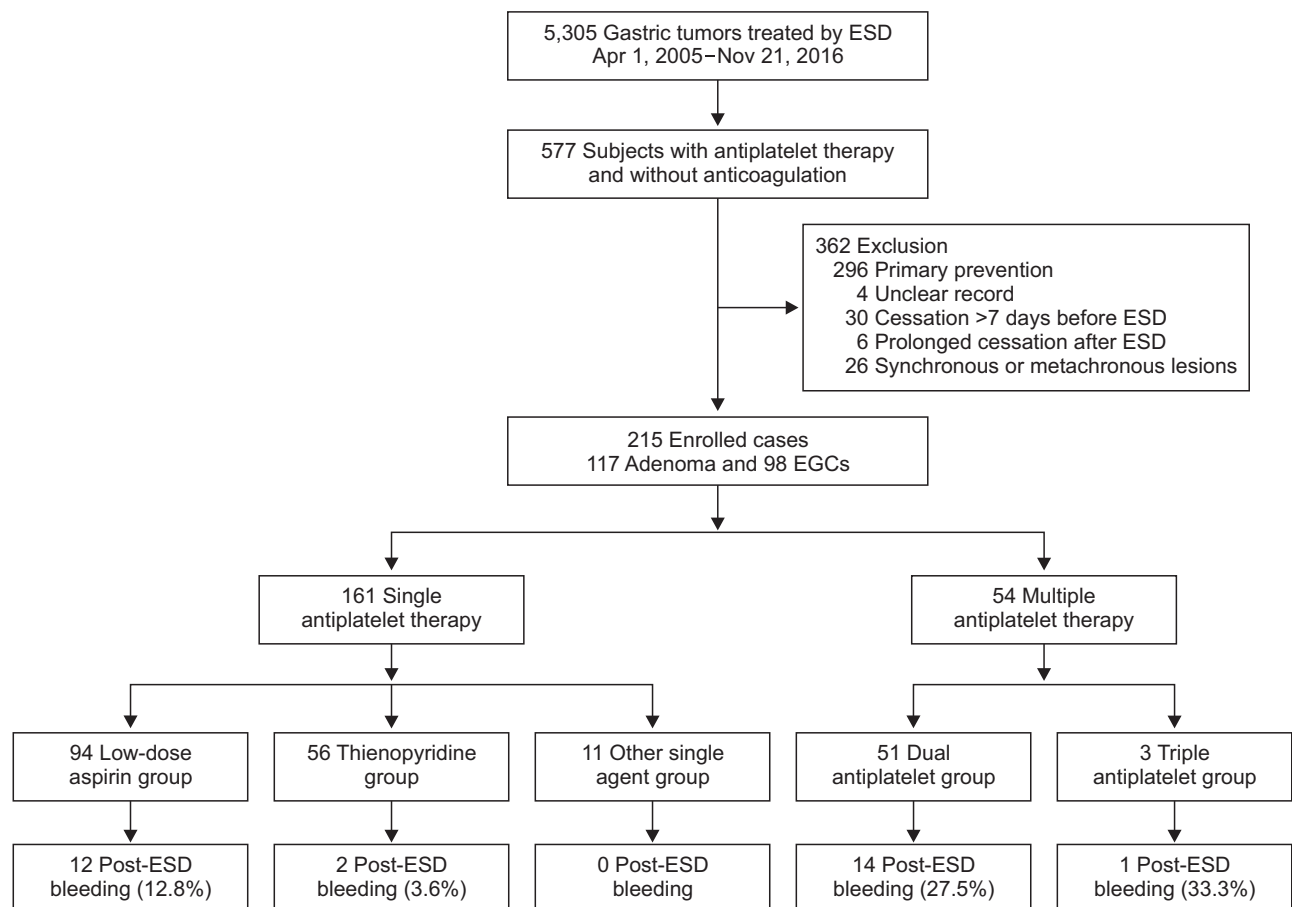 5,305 Gastric tumors treated by ESD
Apr 1, 2005–Nov 21, 2016
577 Subjects with antiplatelet therapy
and without anticoagulation
362 Exclusion
296 Primary prevention
4 Unclear record
30 Cessation >7 days before ESD
6 Prolonged cessation after ESD
26 Synchronous or metachronous lesions
215 Enrolled cases
117 Adenoma and 98 EGCs
161 Single
antiplatelet therapy
54 Multiple
antiplatelet therapy
94 Low-dose
aspirin group
56 Thienopyridine
group
11 Other single
agent group
51 Dual
antiplatelet group
3 Triple
antiplatelet group
12 Post-ESD
bleeding (12.8%)
2 Post-ESD
bleeding (3.6%)
0 Post-ESD
bleeding
14 Post-ESD
bleeding (27.5%)
1 Post-ESD
bleeding (33.3%)